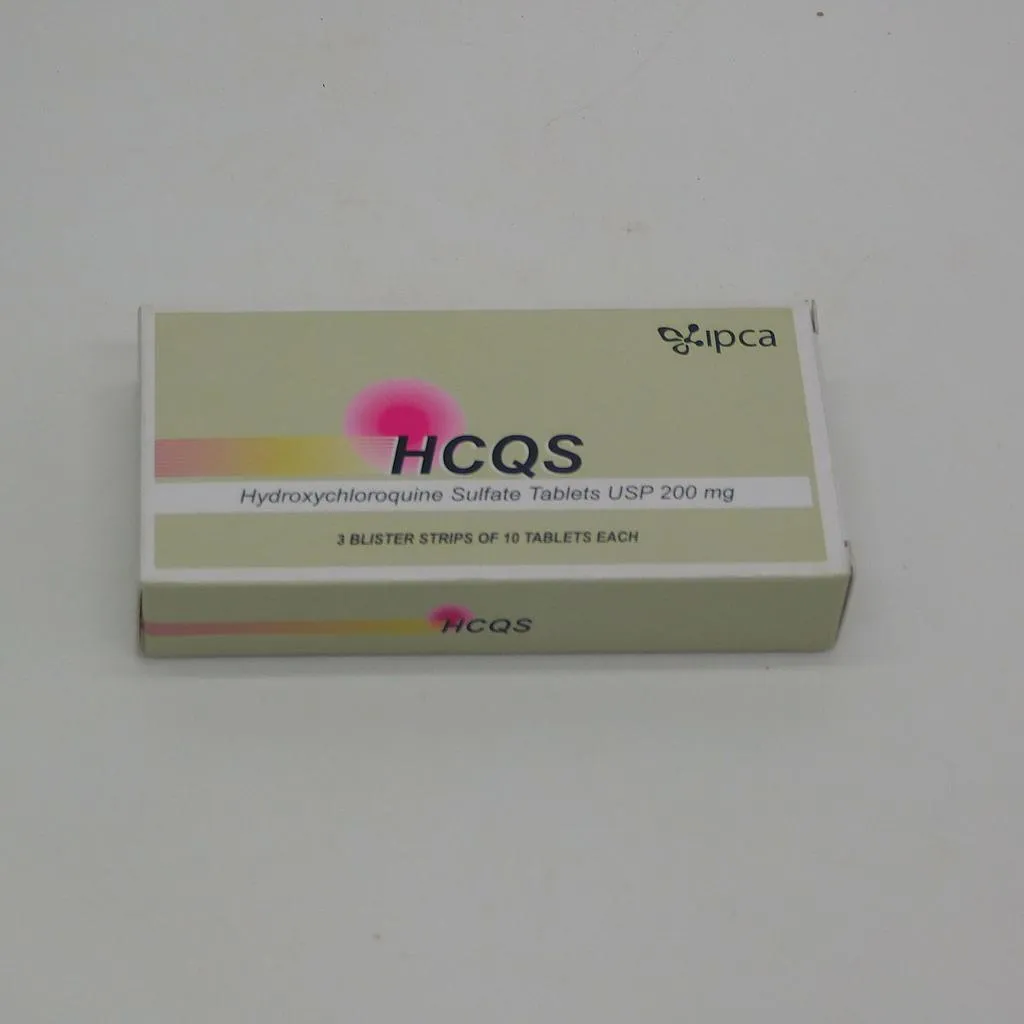 ipca
HCQS
Hydroxychloroquine Sulfate Tablets USP 200 mg
3 BLISTER STRIPS OF 10 TABLETS EACH
HCQS